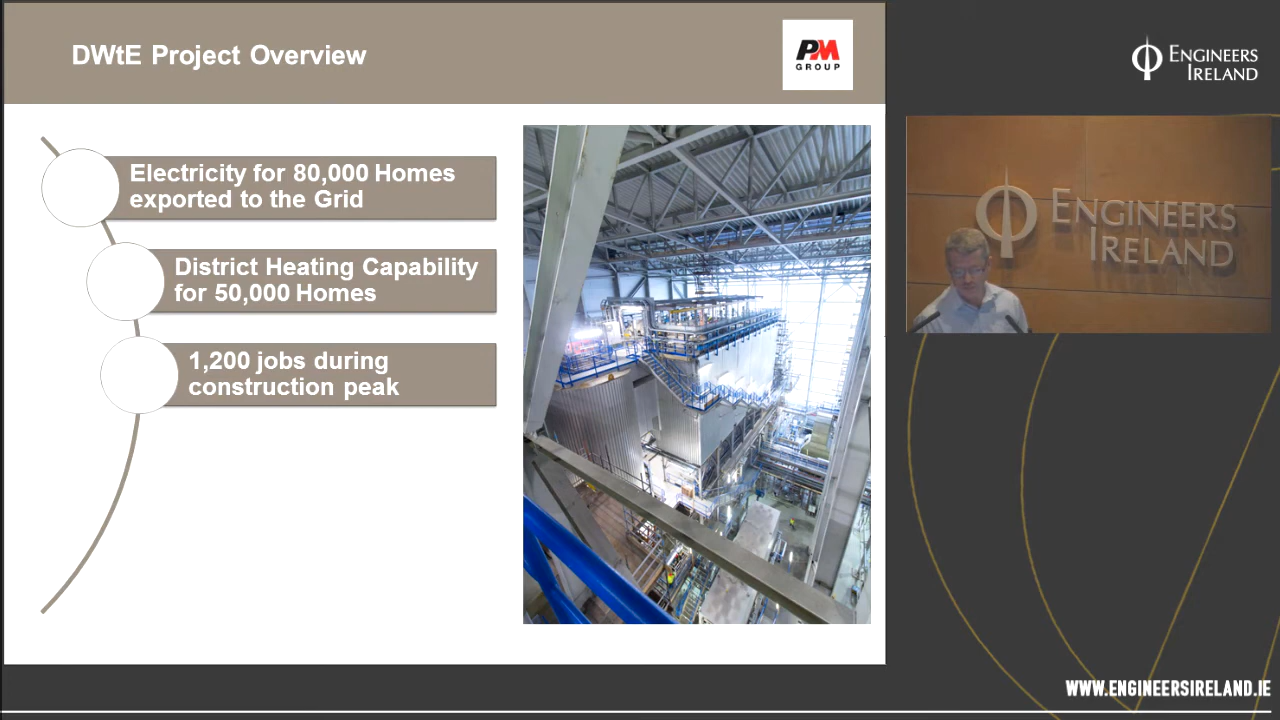 DWtE Project Overview
PM
GROUP
Electricity for 80,000 Homes
exported to the Grid
District Heating Capability
for 50,000 Homes
1,200 jobs during
construction peak
ENGINEERS
IRELAND
ENGINEERS
IRELAND
WWW.ENGINEERSIRELAND.IE